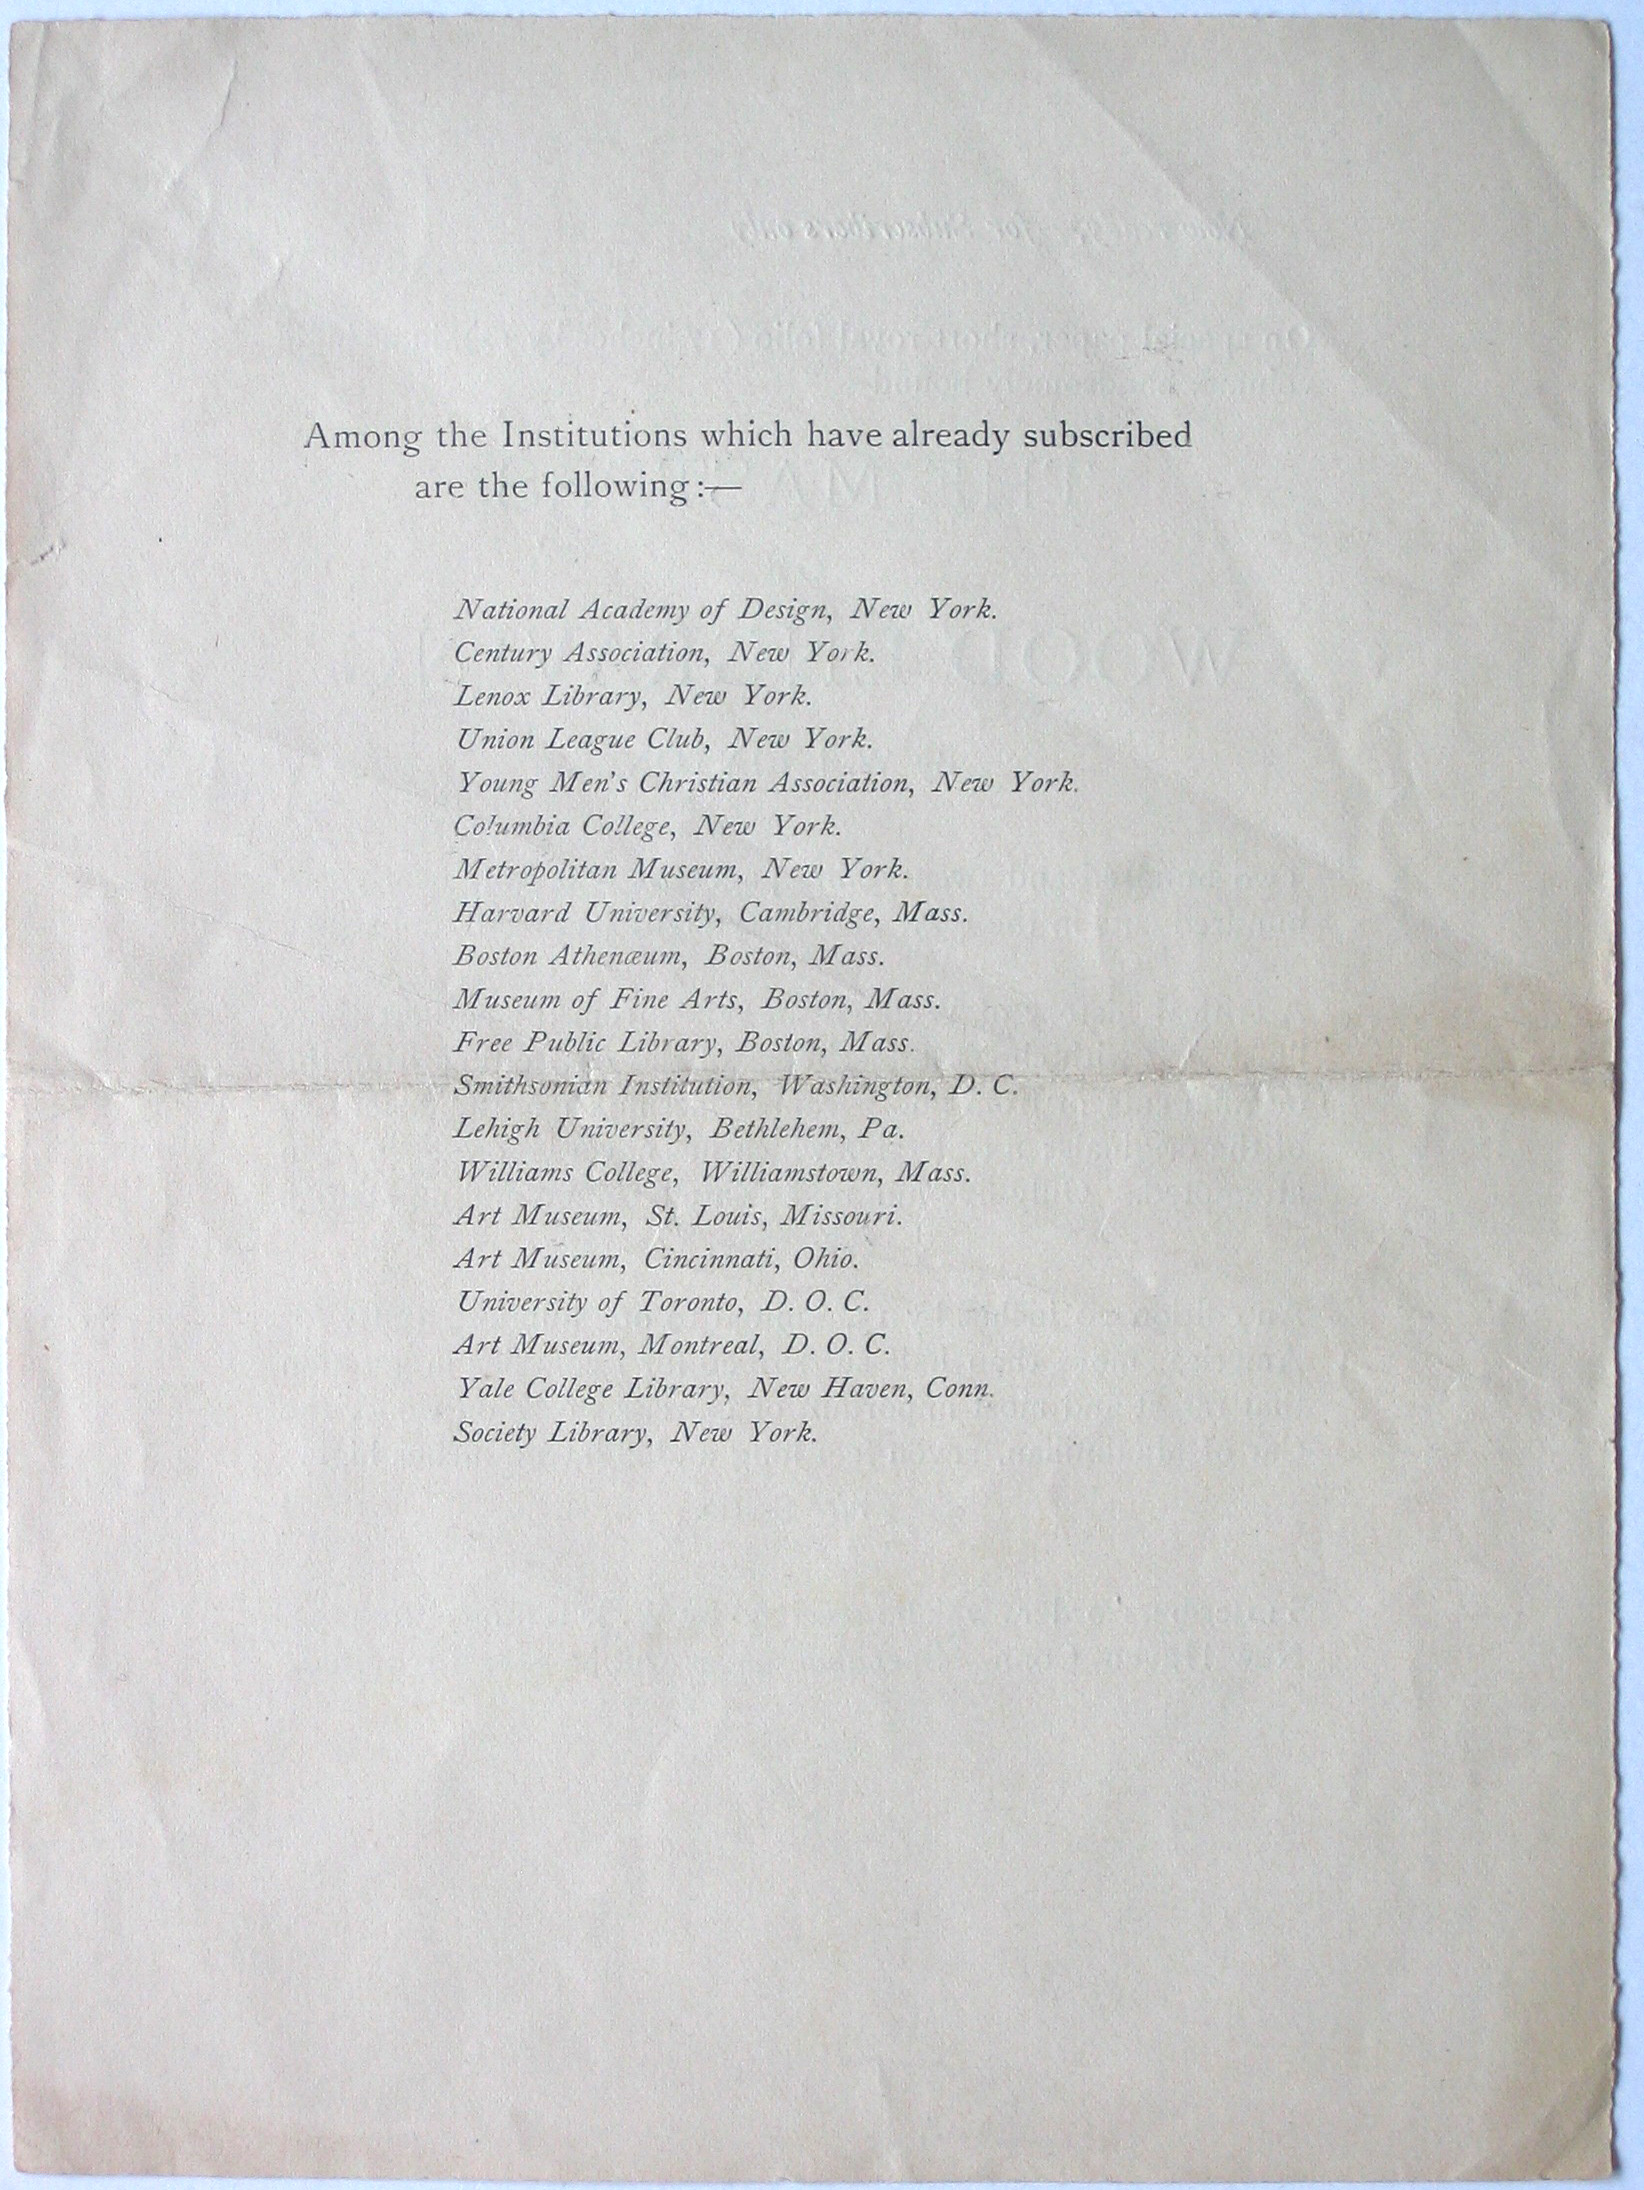 Among the Institutions which have already subscribed
are the following :—
National Academy of Design, New York.
Century Association, New York.
Lenox Library, New York.
Union League Club, New York.
Young Men's Christian Association, New York.
Columbia College, New York.
Metropolitan Museum, New York.
Harvard University, Cambridge, Mass.
Boston Athenæum, Boston, Mass.
Museum of Fine Arts, Boston, Mass.
Free Public Library, Boston, Mass.
Smithsonian Institution, Washington, D. C.
Lehigh University, Bethlehem, Pa.
Williams College, Williamstown, Mass.
Art Museum, St. Louis, Missouri.
Art Museum, Cincinnati, Ohio.
University of Toronto, D. O. C.
Art Museum, Montreal, D. O. C.
Yale College Library, New Haven, Conn.
Society Library, New York.